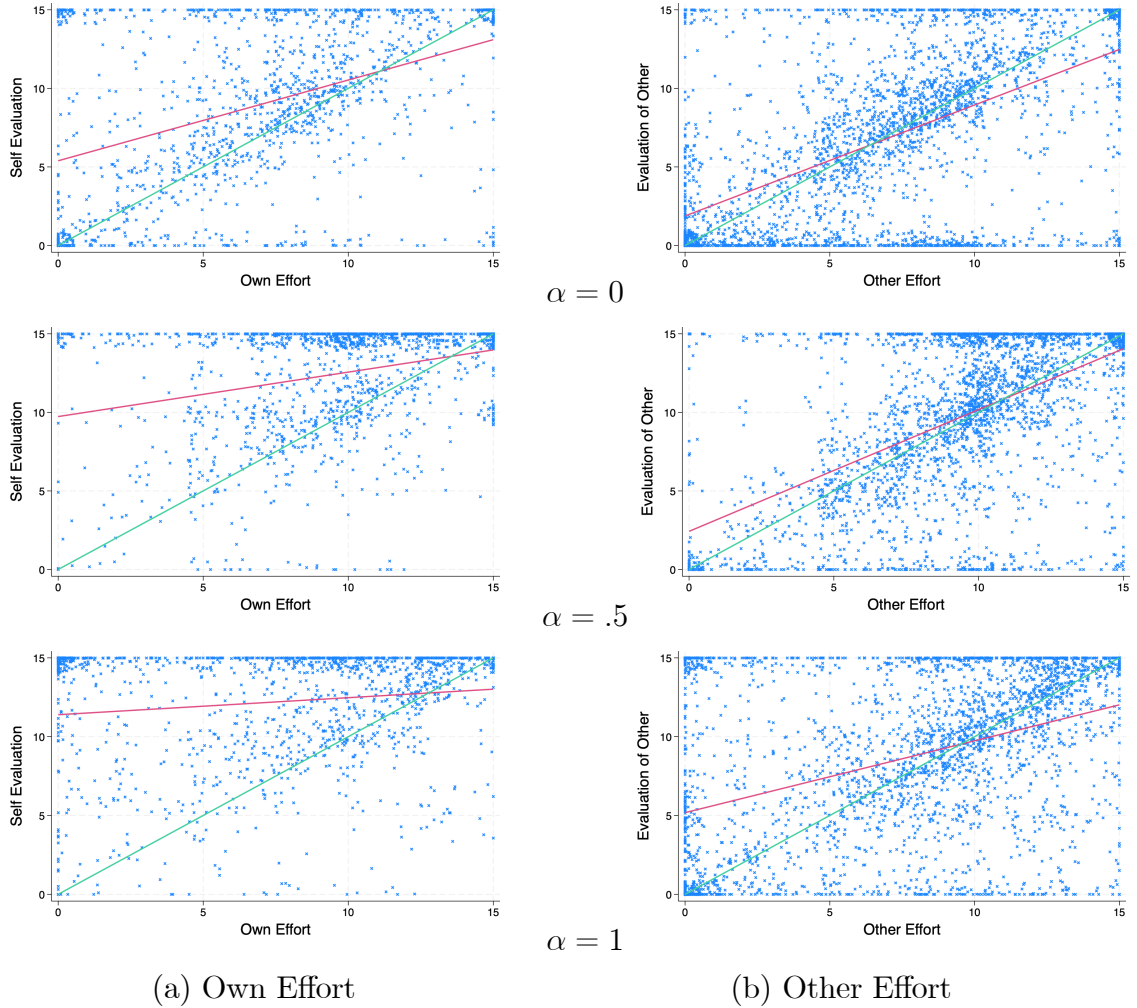 15
10
5
0
Self Evaluation
0 5 10 15
Own Effort
15
10
5
0
Evaluation of Other
0 5 10 15
Other Effort
α = 0
15
10
5
0
Self Evaluation
0 5 10 15
Own Effort
15
10
5
0
Evaluation of Other
0 5 10 15
Other Effort
α = .5
15
10
5
0
Self Evaluation
0 5 10 15
Own Effort
15
10
5
0
Evaluation of Other
0 5 10 15
Other Effort
α = 1
(a) Own Effort
(b) Other Effort